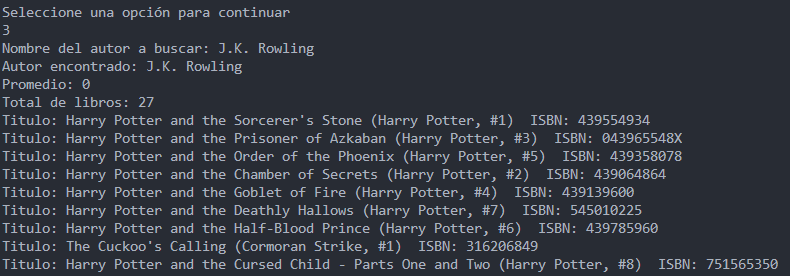 Seleccione una opción para continuar
3
Nombre del autor a buscar: J.K. Rowling
Autor encontrado: J.K. Rowling
Promedio: 0
Total de libros: 27
Titulo: Harry Potter and the Sorcerer's Stone (Harry Potter, #1)  ISBN: 439554934
Titulo: Harry Potter and the Prisoner of Azkaban (Harry Potter, #3)  ISBN: 043965548X
Titulo: Harry Potter and the Order of the Phoenix (Harry Potter, #5)  ISBN: 439358078
Titulo: Harry Potter and the Chamber of Secrets (Harry Potter, #2)  ISBN: 439064864
Titulo: Harry Potter and the Goblet of Fire (Harry Potter, #4)  ISBN: 439139600
Titulo: Harry Potter and the Deathly Hallows (Harry Potter, #7)  ISBN: 545010225
Titulo: Harry Potter and the Half-Blood Prince (Harry Potter, #6)  ISBN: 439785960
Titulo: The Cuckoo's Calling (Cormoran Strike, #1)  ISBN: 316206849
Titulo: Harry Potter and the Cursed Child - Parts One and Two (Harry Potter, #8)  ISBN: 751565350